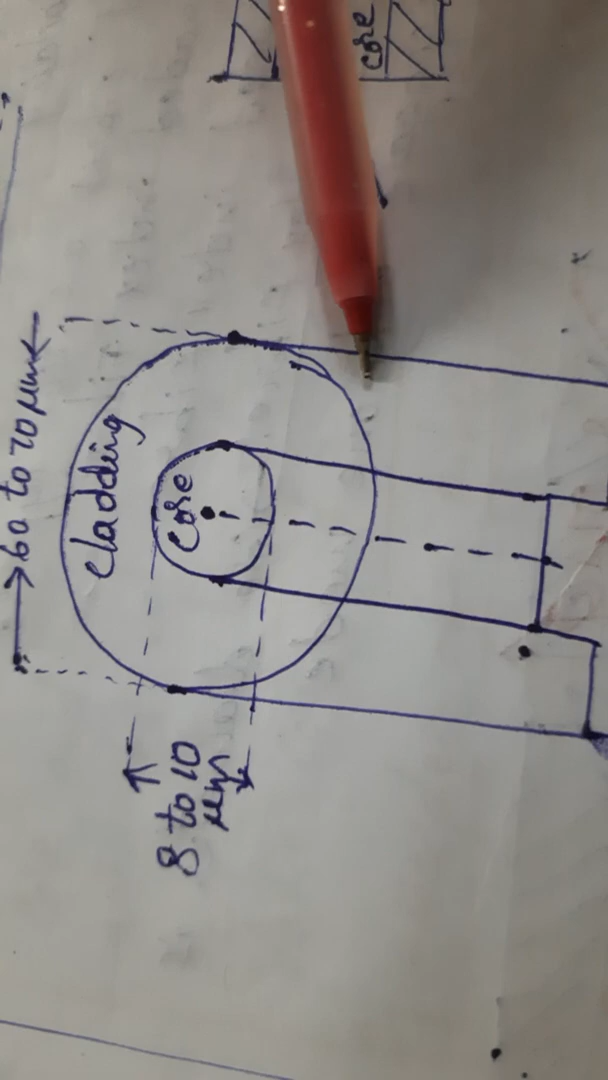 core
60 to 70 μm
cladding
core
8 to 10
μm